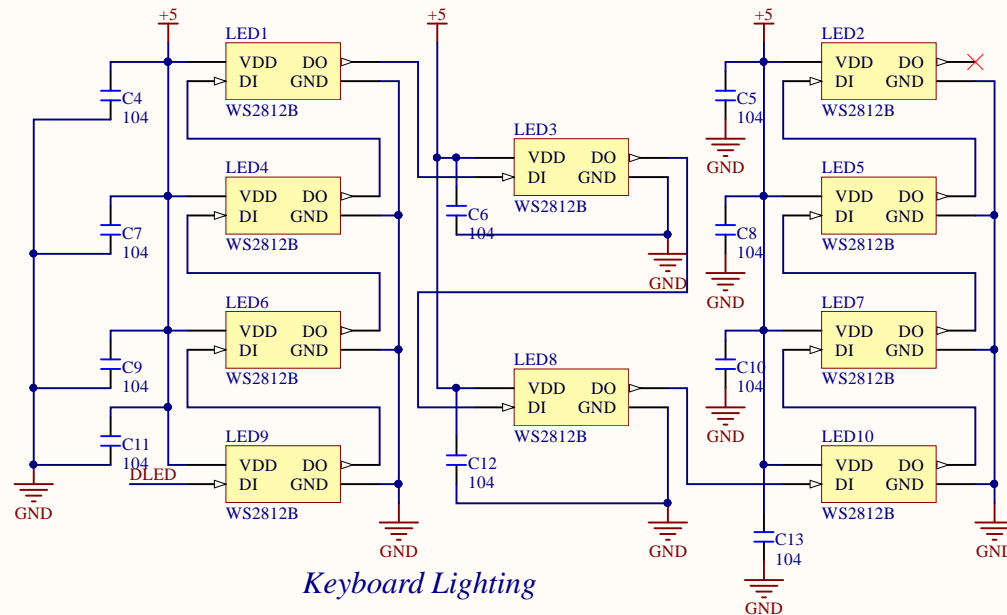 +5
+5
+5
LED1
VDD
DO
DI
GND
WS2812B
C4
104
LED2
VDD
DO
DI
GND
WS2812B
C5
104
GND
LED3
VDD
DO
DI
GND
WS2812B
C6
104
GND
LED4
VDD
DO
DI
GND
WS2812B
C7
104
LED5
VDD
DO
DI
GND
WS2812B
C8
104
GND
LED6
VDD
DO
DI
GND
WS2812B
C9
104
LED7
VDD
DO
DI
GND
WS2812B
C10
104
GND
LED8
VDD
DO
DI
GND
WS2812B
C12
104
GND
C11
104
DLED
LED9
VDD
DO
DI
GND
WS2812B
GND
GND
LED10
VDD
DO
DI
GND
WS2812B
GND
C13
104
GND
Keyboard Lighting